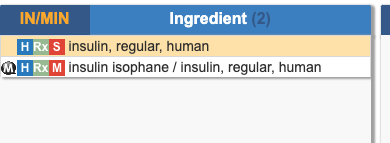 IN/MIN Ingredient (2)
H Rx S insulin, regular, human
M H Rx M insulin isophane / insulin, regular, human